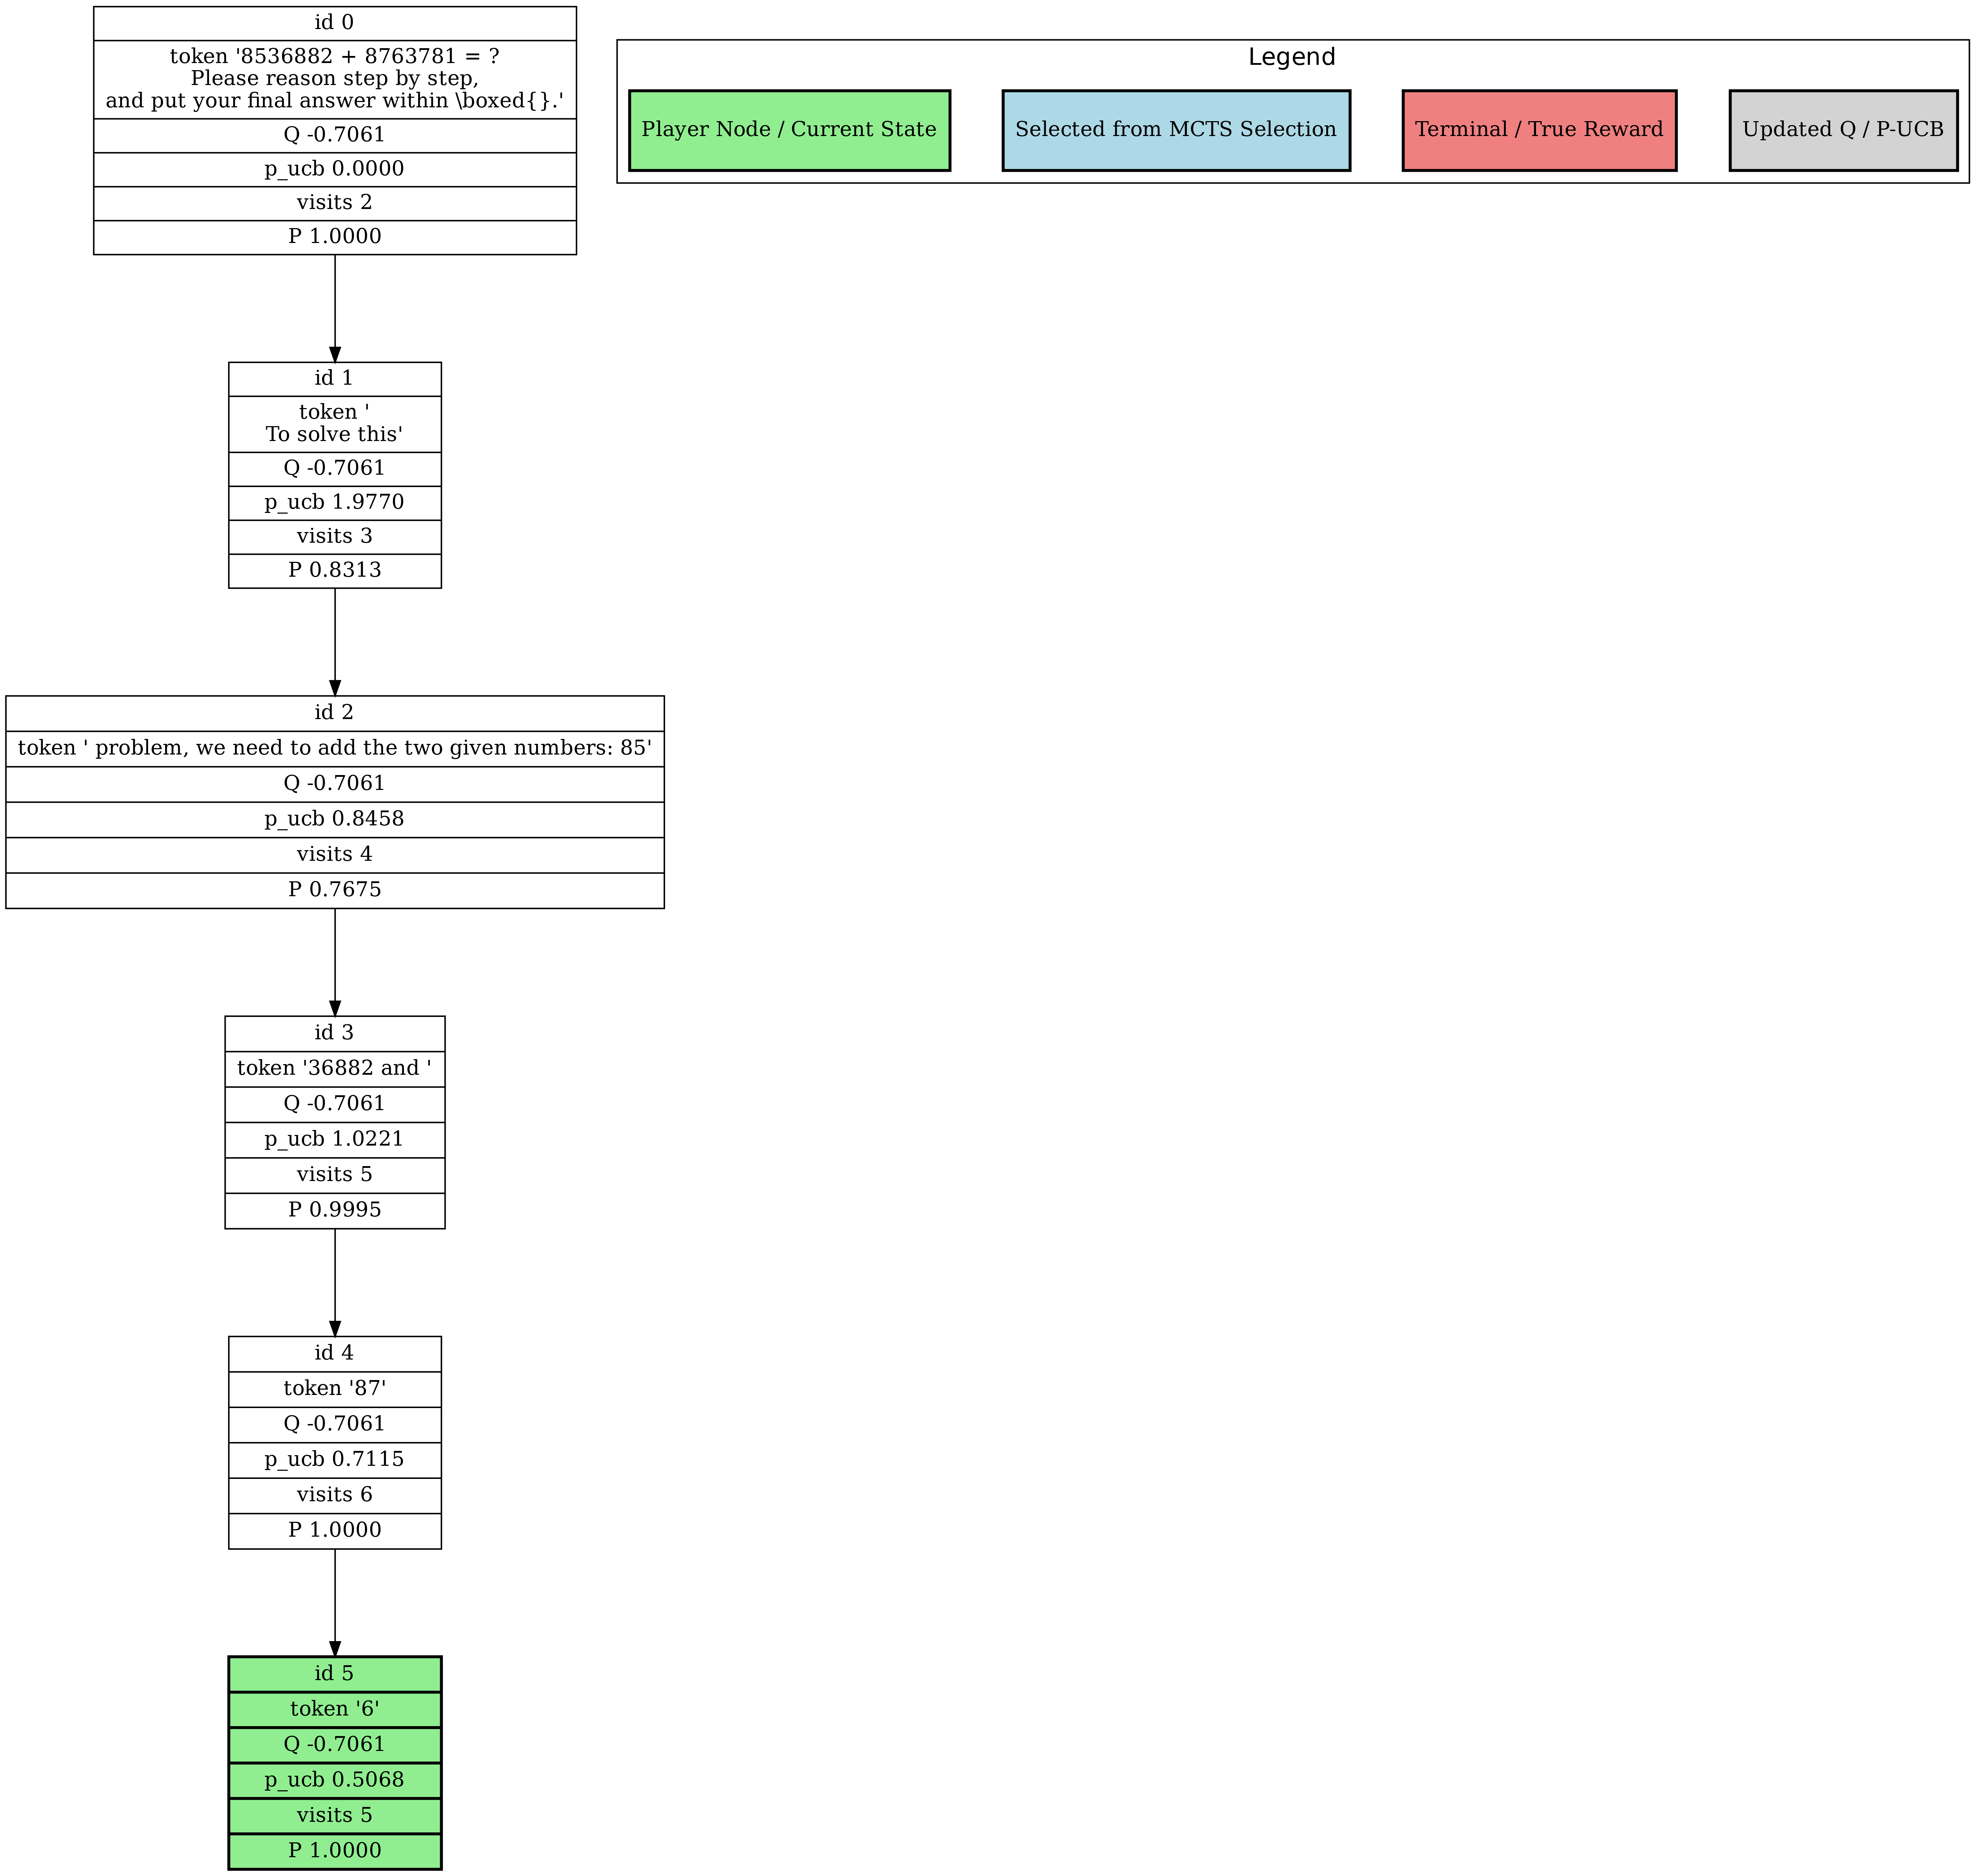 id 0
token '8536882 + 8763781 = ?
Please reason step by step,
and put your final answer within \boxed{}.'
Q -0.7061
p_ucb 0.0000
visits 2
P 1.0000
Legend
Player Node / Current State
Selected from MCTS Selection
Terminal / True Reward
Updated Q / P-UCB
id 1
token '
To solve this'
Q -0.7061
p_ucb 1.9770
visits 3
P 0.8313
id 2
token ' problem, we need to add the two given numbers: 85'
Q -0.7061
p_ucb 0.8458
visits 4
P 0.7675
id 3
token '36882 and '
Q -0.7061
p_ucb 1.0221
visits 5
P 0.9995
id 4
token '87'
Q -0.7061
p_ucb 0.7115
visits 6
P 1.0000
id 5
token '6'
Q -0.7061
p_ucb 0.5068
visits 5
P 1.0000